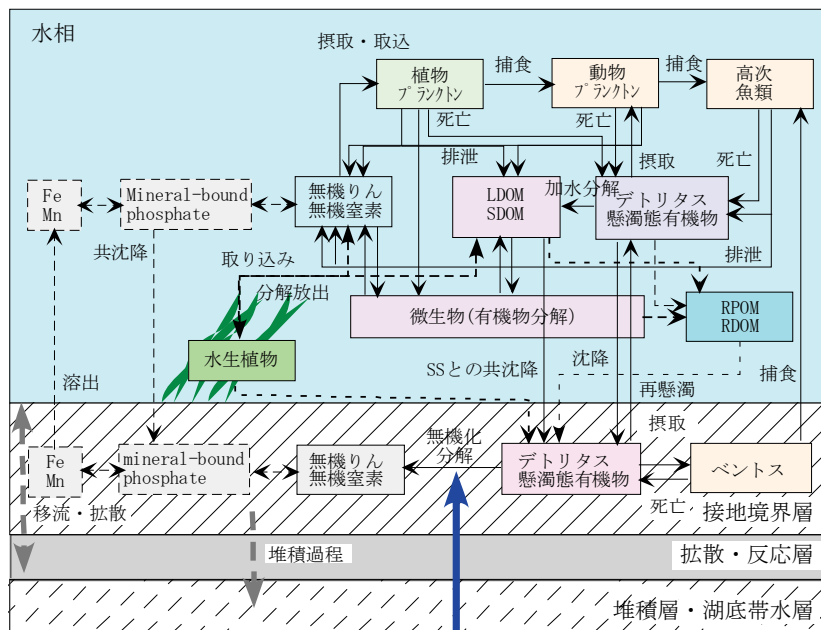 水相
摂取・取込
植物
プランクトン
捕食
動物
プランクトン
捕食
高次
魚類
死亡
死亡
排泄
摂取
死亡
Fe
Mn
Mineral-bound
phosphate
無機りん
無機窒素
LDOM
SDOM
加水分解
デトリタス
懸濁態有機物
共沈降
取り込み
排泄
分解放出
微生物(有機物分解)
RPOM
RDOM
水生植物
溶出
SSとの共沈降
沈降
再懸濁
捕食
摂取
Fe
Mn
mineral-bound
phosphate
無機りん
無機窒素
無機化
分解
デトリタス
懸濁態有機物
ベントス
死亡
移流・拡散
接地境界層
堆積過程
拡散・反応層
堆積層・湖底帯水層